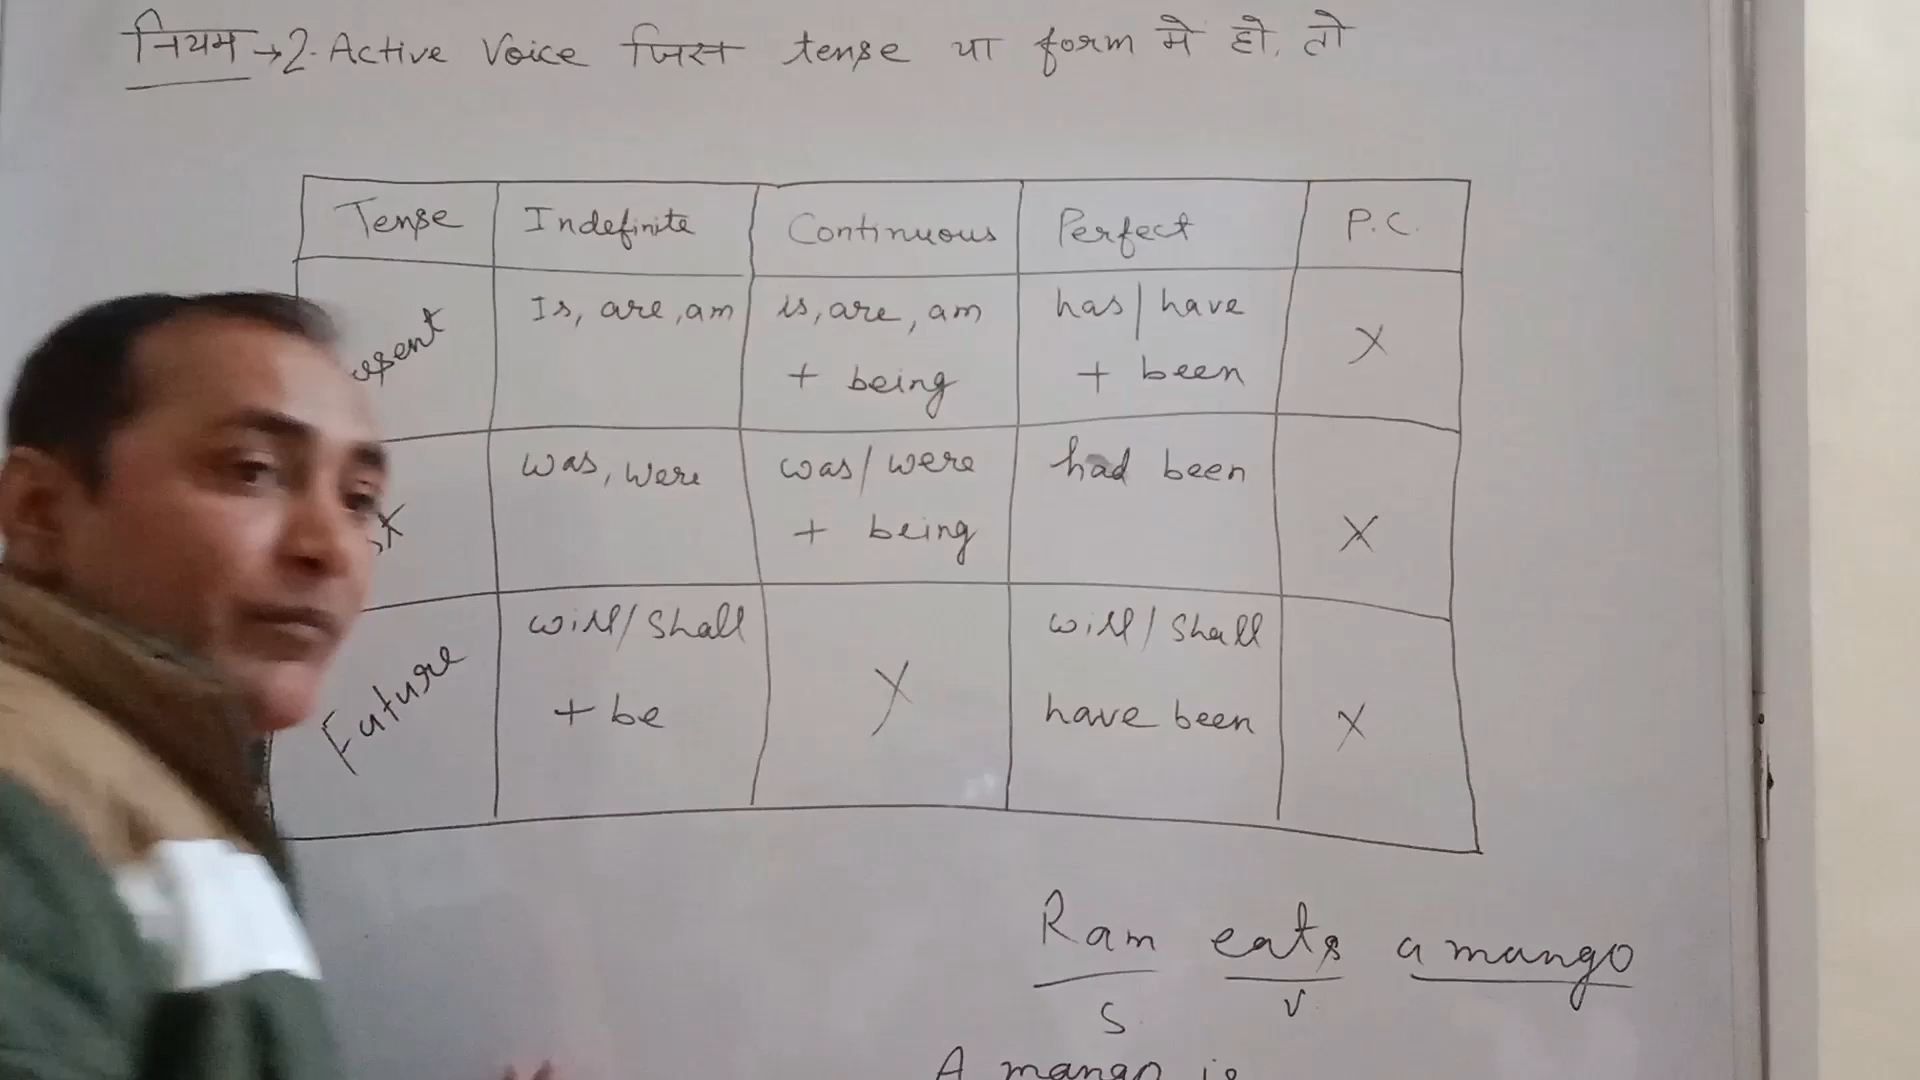 नियम → 2. Active Voice जिस tense या form मे हो, तो
Tense Indefinite Continuous Perfect P.C.
Is, are, am is, are, am has/have X
+ being + been
was, were was/were had been X
+ being
Future will/shall X will/shall X
+ be have been
Ram eats a mango
S V
A mango is